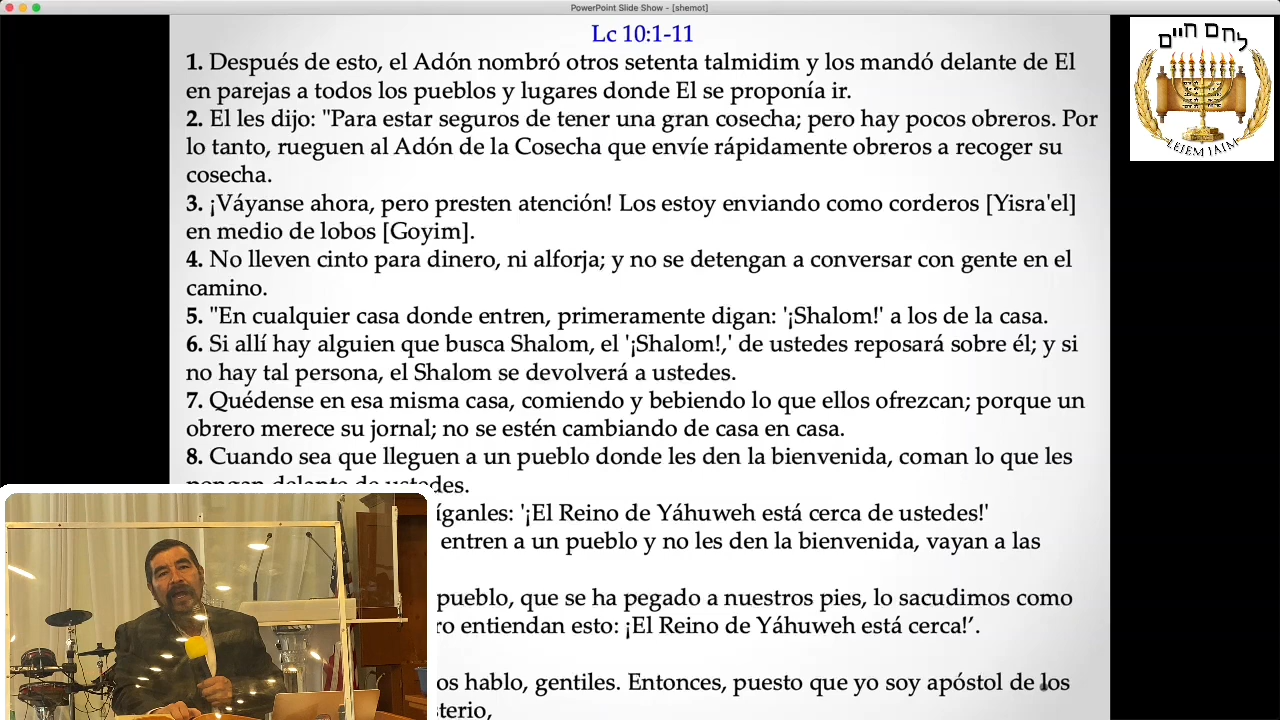 PowerPoint Slide Show - [shemot]
Lc 10:1-11
1. Después de esto, el Adón nombró otros setenta talmidim y los mandó delante de El
en parejas a todos los pueblos y lugares donde El se proponía ir.
2. El les dijo: "Para estar seguros de tener una gran cosecha; pero hay pocos obreros. Por
lo tanto, rueguen al Adón de la Cosecha que envíe rápidamente obreros a recoger su
cosecha.
3. ¡Váyanse ahora, pero presten atención! Los estoy enviando como corderos [Yisra'el]
en medio de lobos [Goyim].
4. No lleven cinto para dinero, ni alforja; y no se detengan a conversar con gente en el
camino.
5. "En cualquier casa donde entren, primeramente digan: '¡Shalom!' a los de la casa.
6. Si allí hay alguien que busca Shalom, el '¡Shalom!,' de ustedes reposará sobre él; y si
no hay tal persona, el Shalom se devolverá a ustedes.
7. Quédense en esa misma casa, comiendo y bebiendo lo que ellos ofrezcan; porque un
obrero merece su jornal; no se estén cambiando de casa en casa.
8. Cuando sea que lleguen a un pueblo donde les den la bienvenida, coman lo que les
pongan delante de ustedes.
íganles: '¡El Reino de Yáhuweh está cerca de ustedes!'
entren a un pueblo y no les den la bienvenida, vayan a las
pueblo, que se ha pegado a nuestros pies, lo sacudimos como
ro entiendan esto: ¡El Reino de Yáhuweh está cerca!’.
os hablo, gentiles. Entonces, puesto que yo soy apóstol de los
sterio,
לחם חיים
LEJEM JAIM